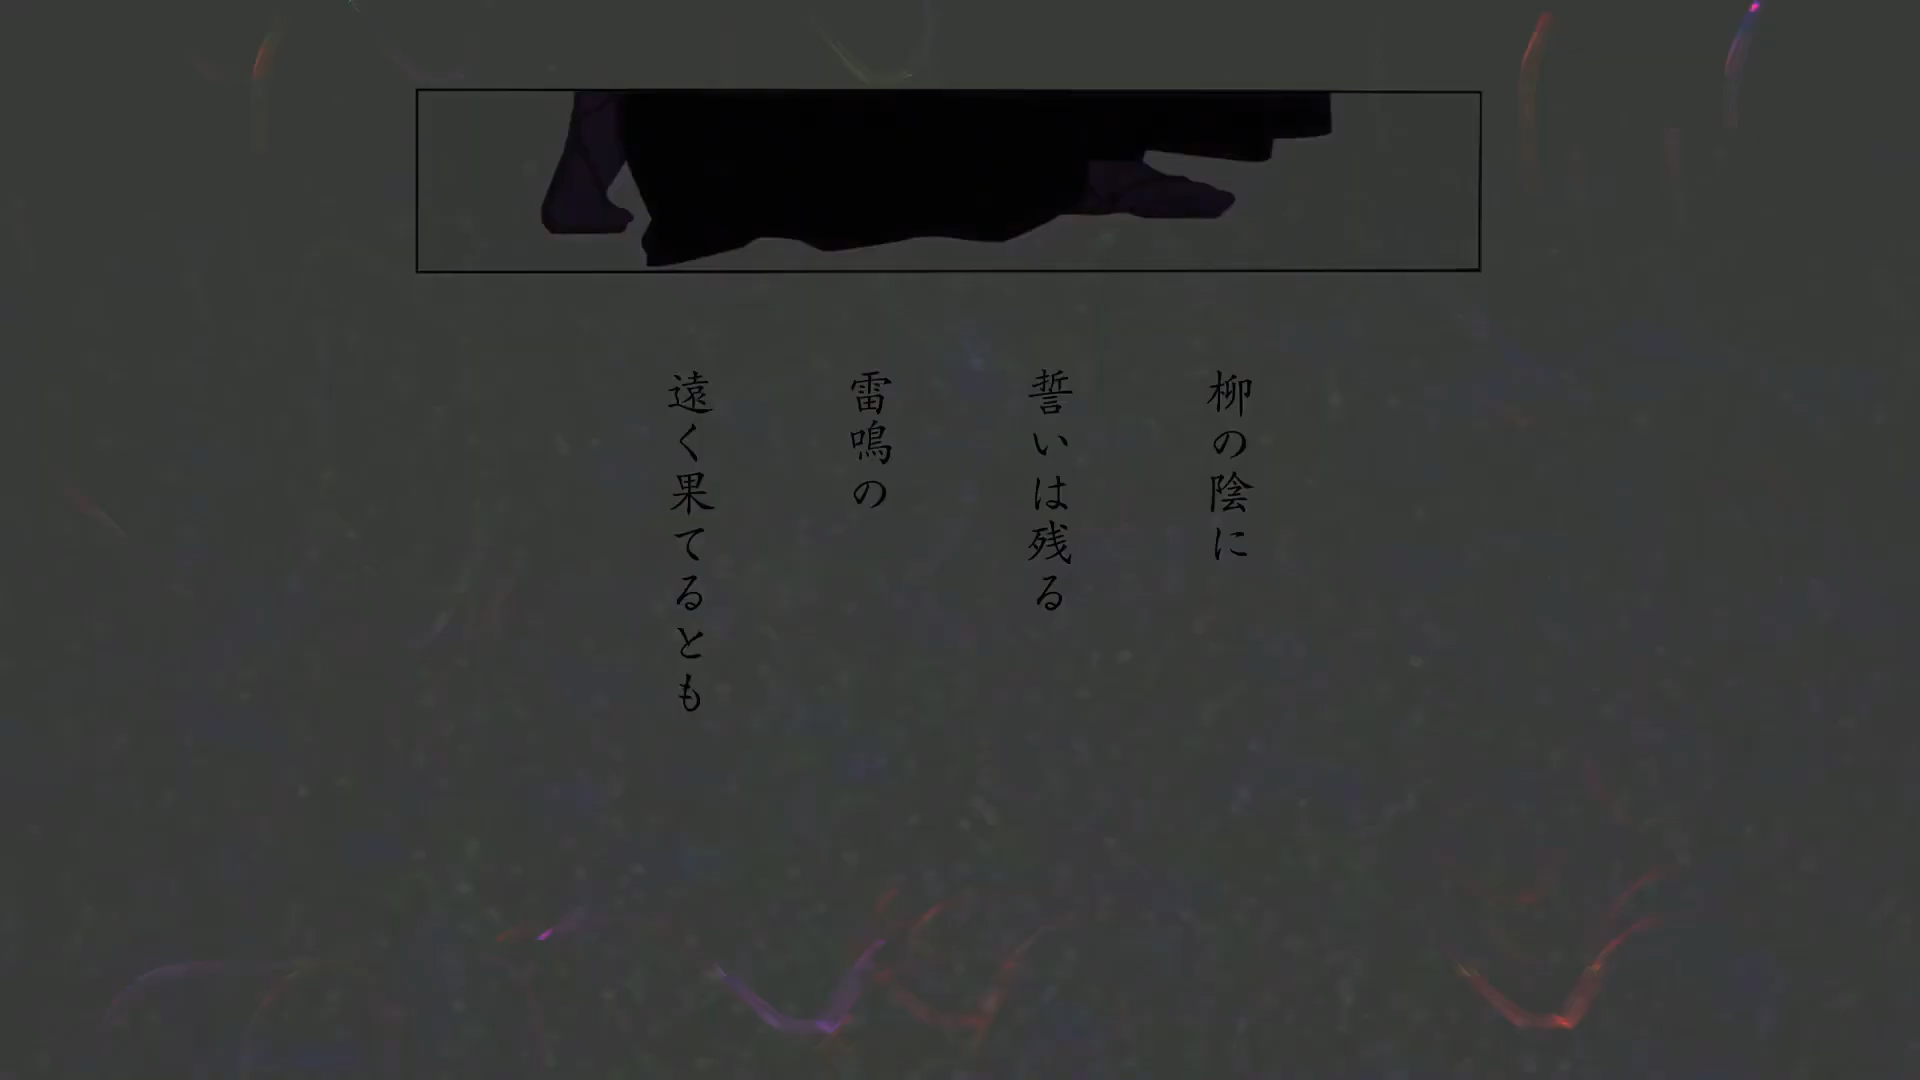 柳の陰に
誓いは残る
雷鳴の
遠く果てるとも